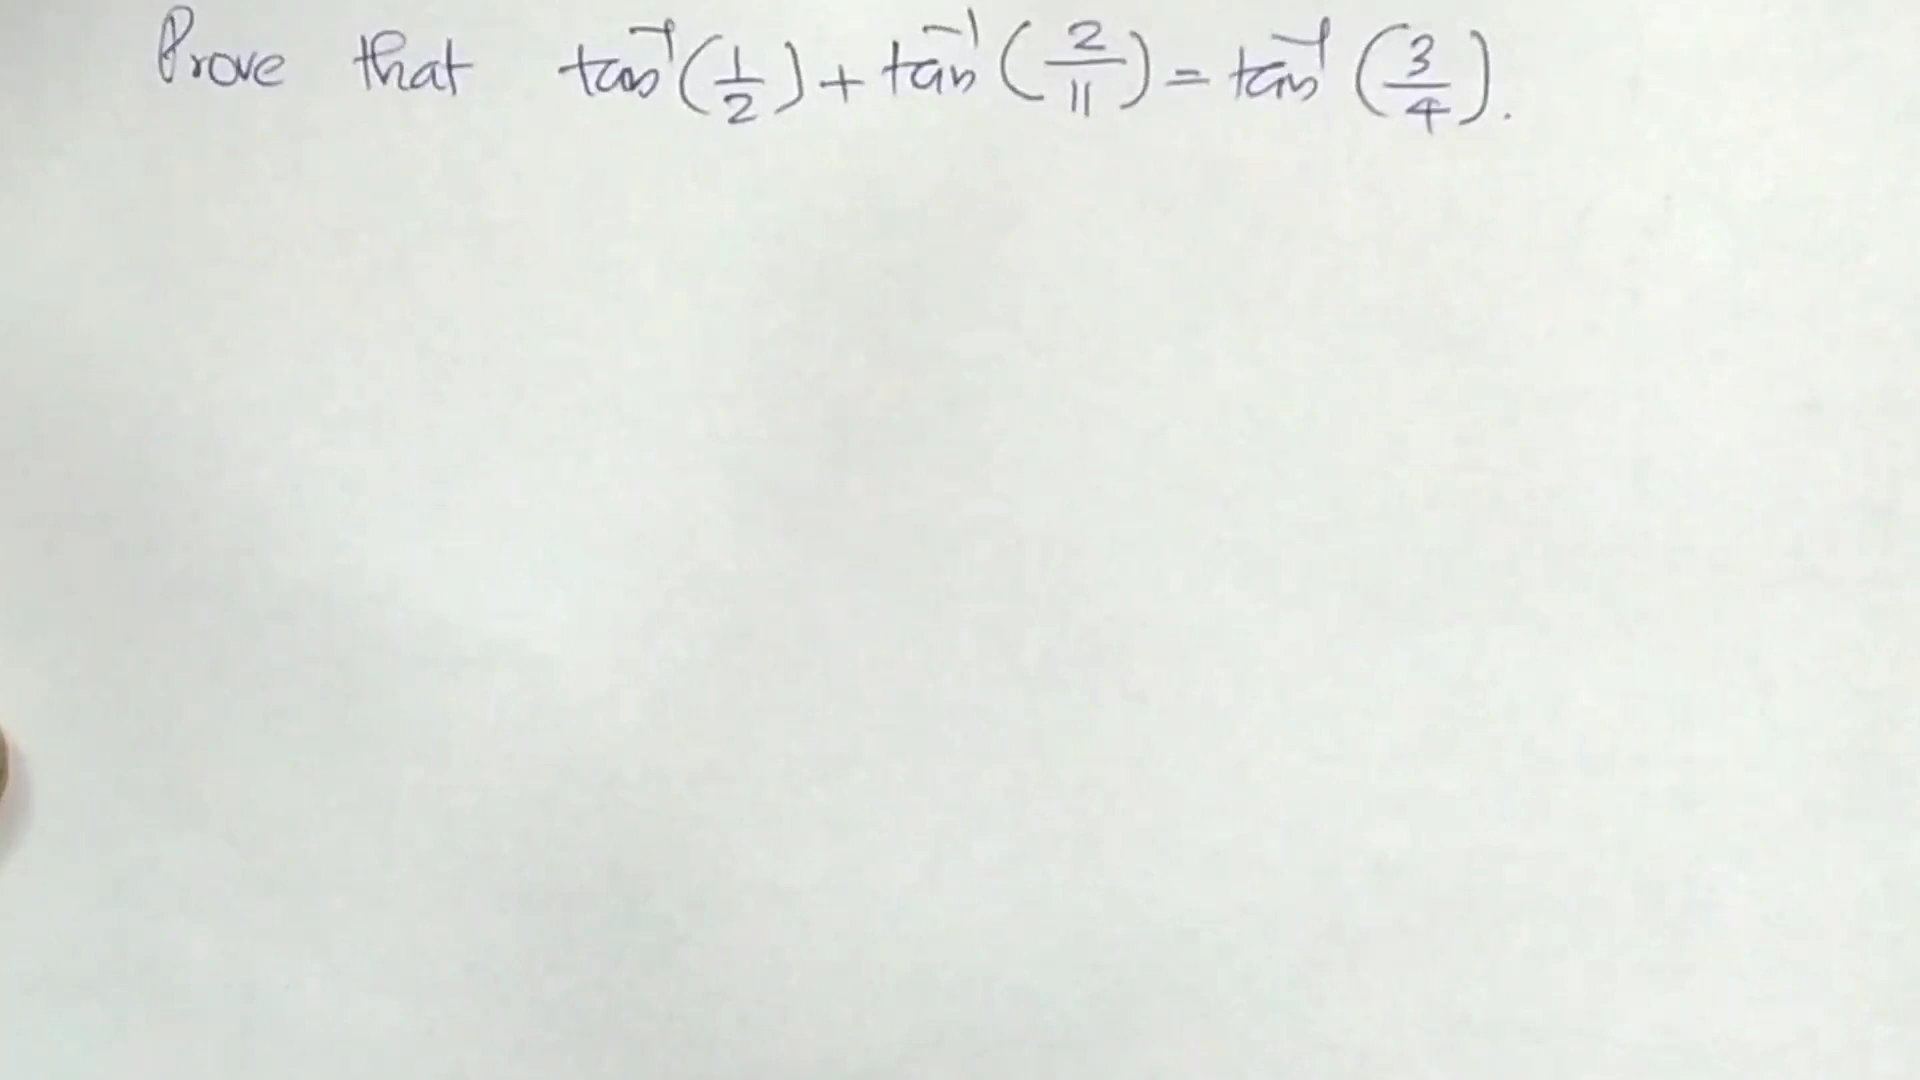 Prove that tan⁻¹(1/2) + tan⁻¹(2/11) = tan⁻¹(3/4).